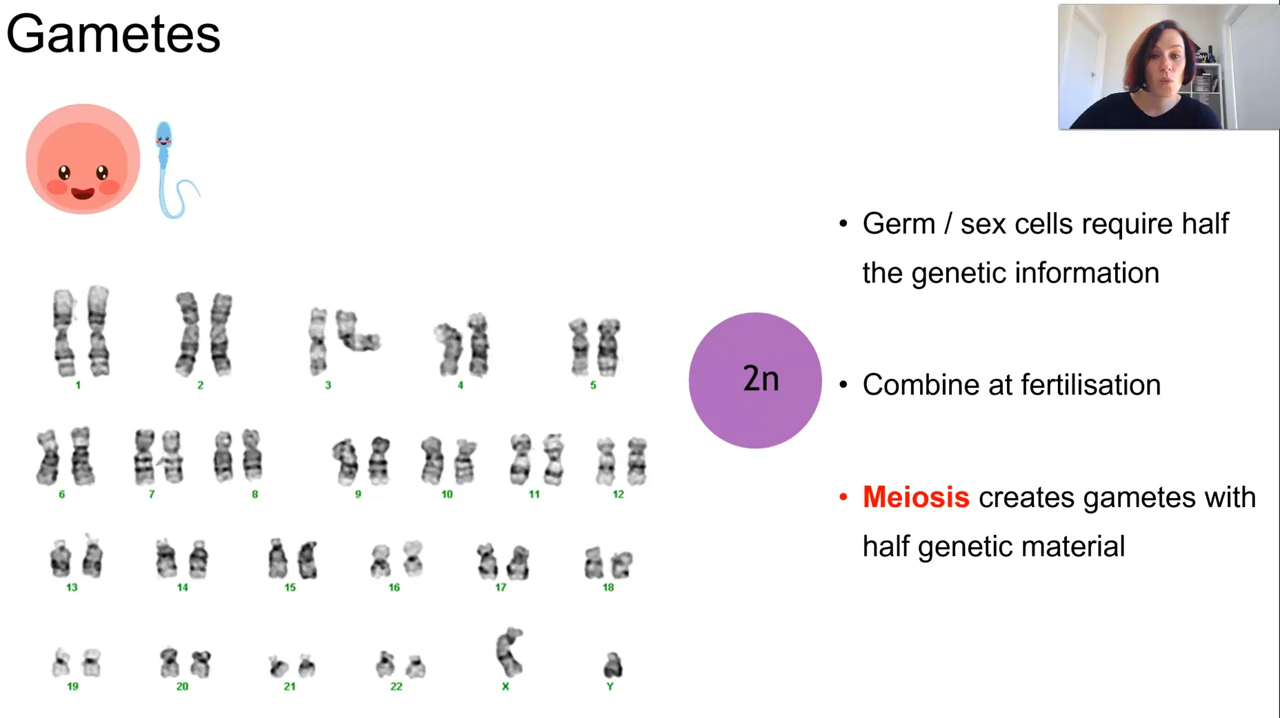 Gametes
• Germ / sex cells require half
the genetic information
2n
• Combine at fertilisation
• Meiosis creates gametes with
half genetic material
1 2 3 4 5
6 7 8 9 10 11 12
13 14 15 16 17 18
19 20 21 22 X Y